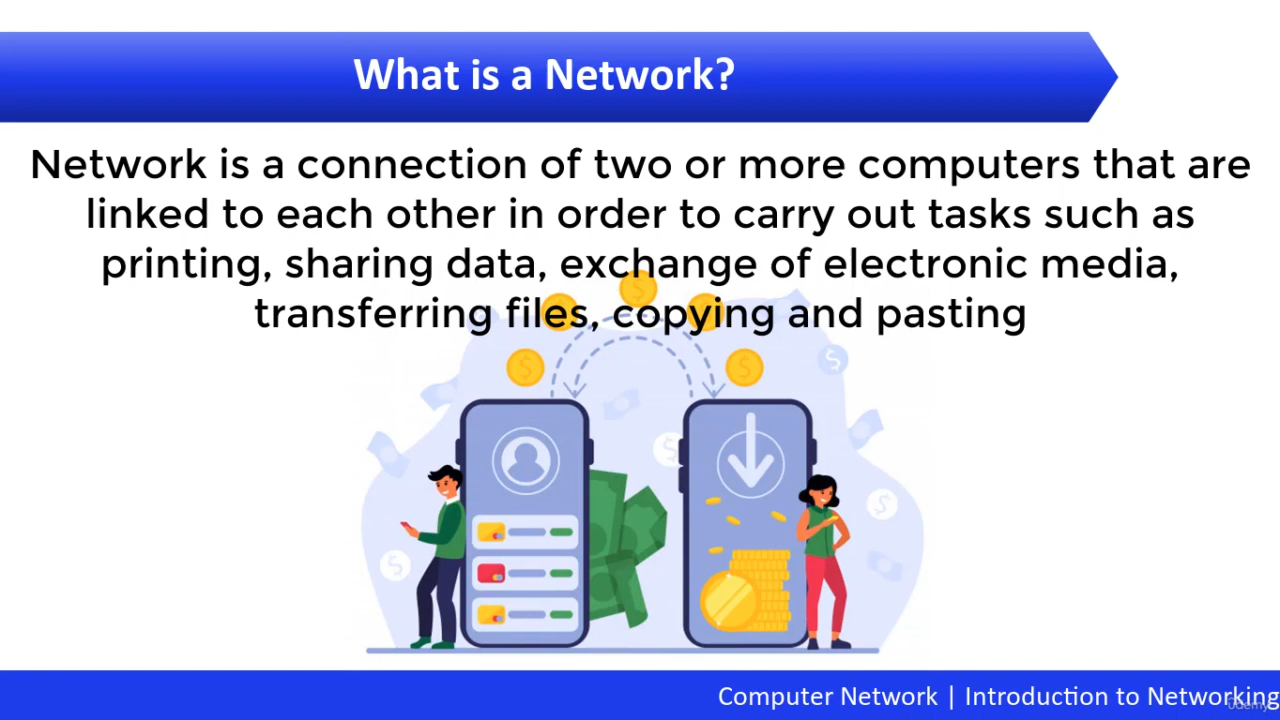 What is a Network?
Network is a connection of two or more computers that are
linked to each other in order to carry out tasks such as
printing, sharing data, exchange of electronic media,
transferring files, copying and pasting
Computer Network | Introduction to Networking
ûdemy